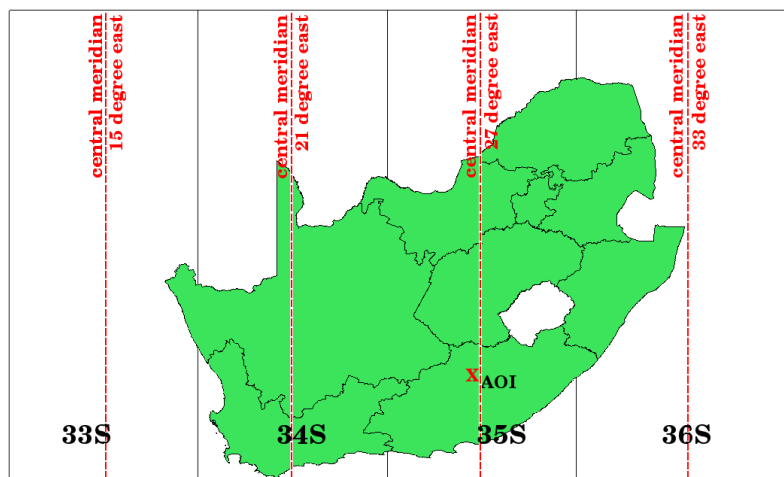 central meridian
15 degree east
central meridian
21 degree east
central meridian
27 degree east
central meridian
33 degree east
X
AOI
33S
34S
35S
36S